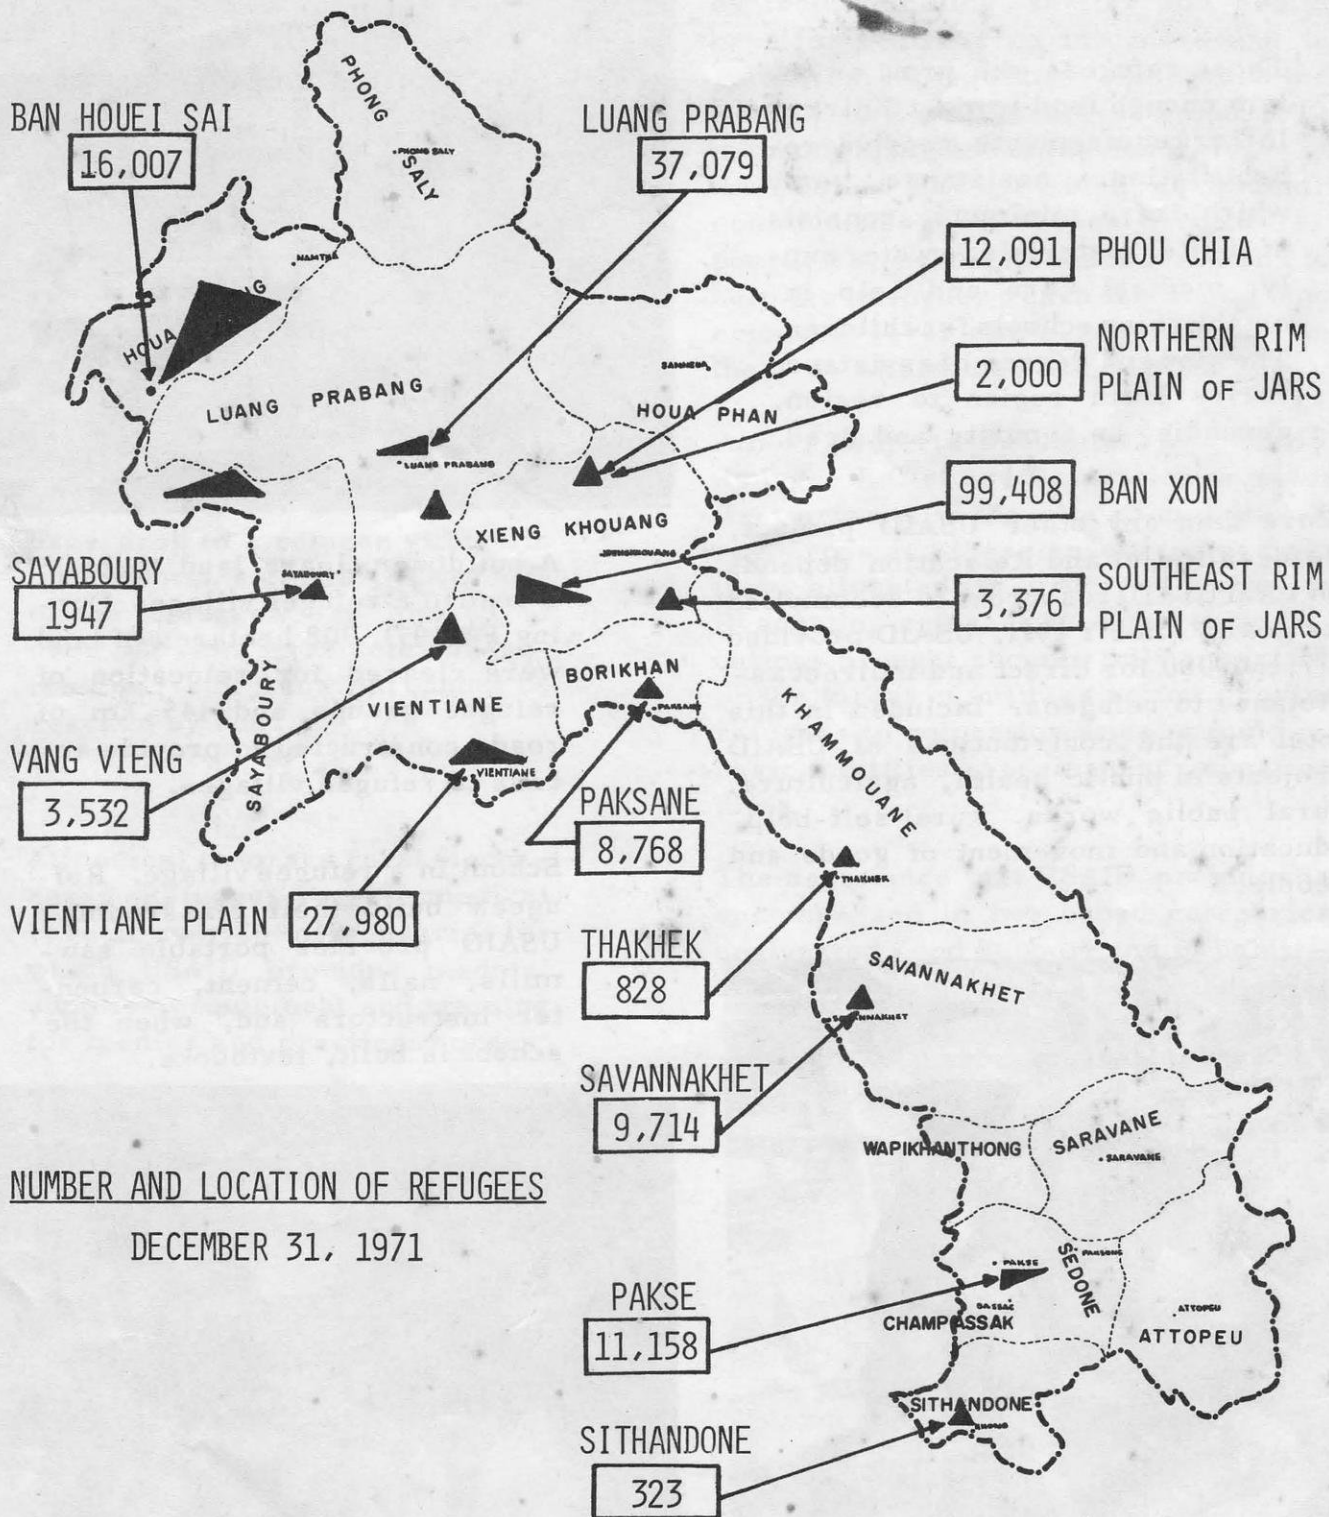 PHONG
SALY
PHONG SALY
BAN HOUEI SAI
16,007
LUANG PRABANG
37,079
NAMTHA
HOUA
12,091 PHOU CHIA
NORTHERN RIM
2,000
PLAIN OF JARS
SAMNEUA
HOUA PHAN
LUANG PRABANG
LUANG PRABANG
99,408 BAN XON
XIENG KHOUANG
XIENGKHOUANG
SAYABOURY
1947
SAYABOURY
SOUTHEAST RIM
3,376
PLAIN OF JARS
BORIKHAN
PAKSANE
VIENTIANE
SAYABOURY
KHAMMOUANE
VANG VIENG
3,532
VIENTIANE
PAKSANE
8,768
THAKHEK
VIENTIANE PLAIN 27,980
THAKHEK
828
SAVANNAKHET
SAVANNAKHET
SAVANNAKHET
9,714
WAPIKHANTHONG
SARAVANE
SARAVANE
NUMBER AND LOCATION OF REFUGEES
DECEMBER 31, 1971
SEDONE
PAKSONG
PAKSE
PAKSE
11,158
BASSAC
CHAMPASSAK
ATTOPEU
ATTOPEU
SITHANDONE
KHONG
SITHANDONE
323